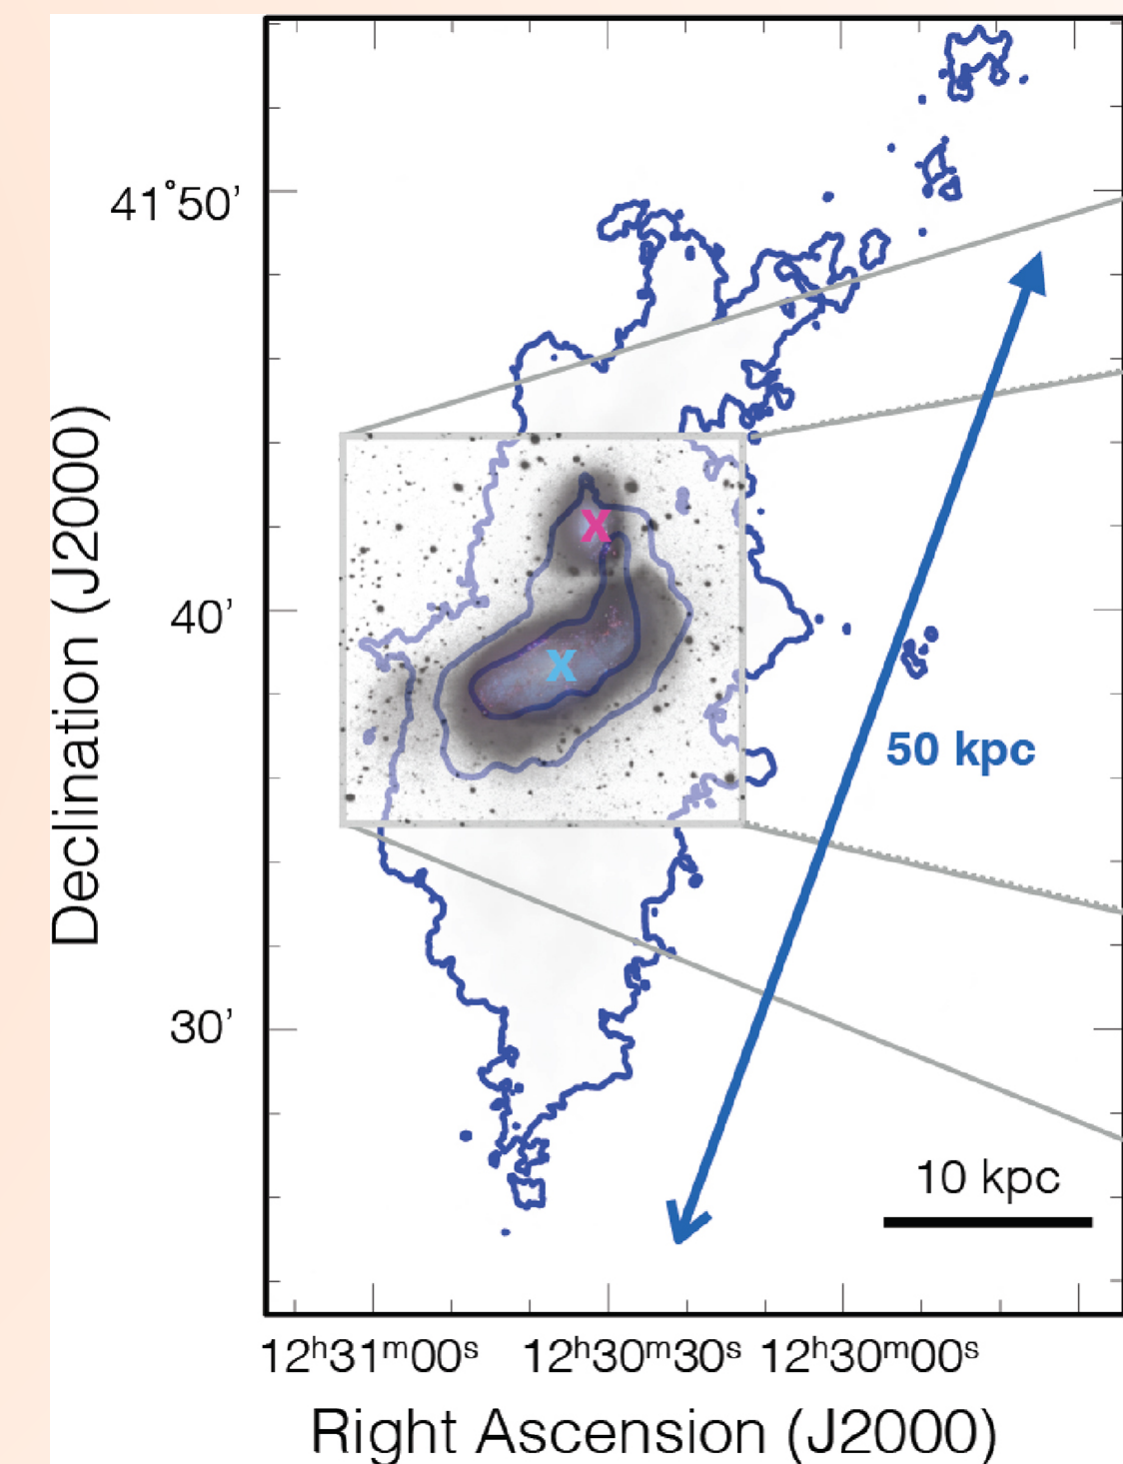 41°50'
X
40'
X
50 kpc
30'
10 kpc
Declination (J2000)
12ʰ31ᵐ00ˢ 12ʰ30ᵐ30ˢ 12ʰ30ᵐ00ˢ
Right Ascension (J2000)